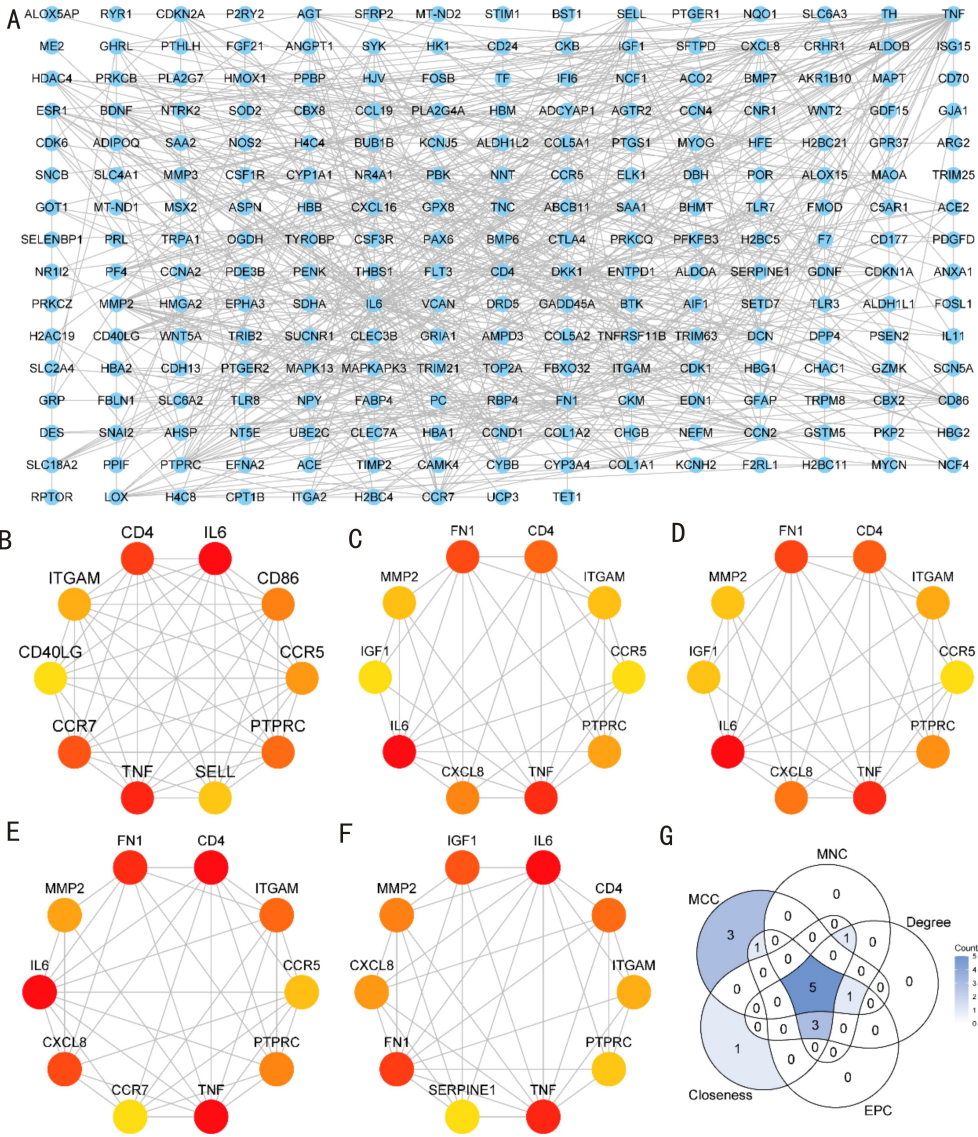 A
ALOX5AP RYR1 CDKN2A P2RY2 AGT SFRP2 MT-ND2 STIM1 BST1 SELL PTGER1 NQO1 SLC6A3 TH TNF
ME2 GHRL PTHLH FGF21 ANGPT1 SYK HK1 CD24 CKB IGF1 SFTPD CXCL8 CRHR1 ALDOB ISG15
HDAC4 PRKCB PLA2G7 HMOX1 PPBP HJV FOSB TF IFI6 NCF1 ACO2 BMP7 AKR1B10 MAPT CD70
ESR1 BDNF NTRK2 SOD2 CBX8 CCL19 PLA2G4A HBM ADCYAP1 AGTR2 CCN4 CNR1 WNT2 GDF15 GJA1
CDK6 ADIPOQ SAA2 NOS2 H4C4 BUB1B KCNJ5 ALDH1L2 COL5A1 PTGS1 MYOG HFE H2BC21 GPR37 ARG2
SNCB SLC4A1 MMP3 CSF1R CYP1A1 NR4A1 PBK NNT CCR5 ELK1 DBH POR ALOX15 MAOA TRIM25
GOT1 MT-ND1 MSX2 ASPN HBB CXCL16 GPX8 TNC ABCB11 SAA1 BHMT TLR7 FMOD C5AR1 ACE2
SELENBP1 PRL TRPA1 OGDH TYROBP CSF3R PAX6 BMP6 CTLA4 PRKCQ PFKFB3 H2BC5 F7 CD177 PDGFD
NR1I2 PF4 CCNA2 PDE3B PENK THBS1 FLT3 CD4 DKK1 ENTPD1 ALDOA SERPINE1 GDNF CDKN1A ANXA1
PRKCZ MMP2 HMGA2 EPHA3 SDHA IL6 VCAN DRD5 GADD45A BTK AIF1 SETD7 TLR3 ALDH1L1 FOSL1
H2AC19 CD40LG WNT5A TRIB2 SUCNR1 CLEC3B GRIA1 AMPD3 COL5A2 TNFRSF11B TRIM63 DCN DPP4 PSEN2 IL11
SLC2A4 HBA2 CDH13 PTGER2 MAPK13 MAPKAPK3 TRIM21 TOP2A FBXO32 ITGAM CDK1 HBG1 CHAC1 GZMK SCN5A
GRP FBLN1 SLC6A2 TLR8 NPY FABP4 PC RBP4 FN1 CKM EDN1 GFAP TRPM8 CBX2 CD86
DES SNAI2 AHSP NT5E UBE2C CLEC7A HBA1 CCND1 COL1A2 CHGB NEFM CCN2 GSTM5 PKP2 HBG2
SLC18A2 PPIF PTPRC EFNA2 ACE TIMP2 CAMK4 CYBB CYP3A4 COL1A1 KCNH2 F2RL1 H2BC11 MYCN NCF4
RPTOR LOX H4C8 CPT1B ITGA2 H2BC4 CCR7 UCP3 TET1
B
CD4 IL6
ITGAM CD86
CD40LG CCR5
CCR7 PTPRC
TNF SELL
C
FN1 CD4
MMP2 ITGAM
IGF1 CCR5
IL6 PTPRC
CXCL8 TNF
D
FN1 CD4
MMP2 ITGAM
IGF1 CCR5
IL6 PTPRC
CXCL8 TNF
E
FN1 CD4
MMP2 ITGAM
IL6 CCR5
CXCL8 PTPRC
CCR7 TNF
F
IGF1 IL6
MMP2 CD4
CXCL8 ITGAM
FN1 PTPRC
SERPINE1 TNF
G
MNC
MCC 0 Degree
3 0 0 Count
1 0 0 0 1 0 5
0 0 0 4
0 5 1 0 0 3
0 0 0 2
0 0 3 0 0 1
1 0 0 0 0 0
0
Closeness EPC